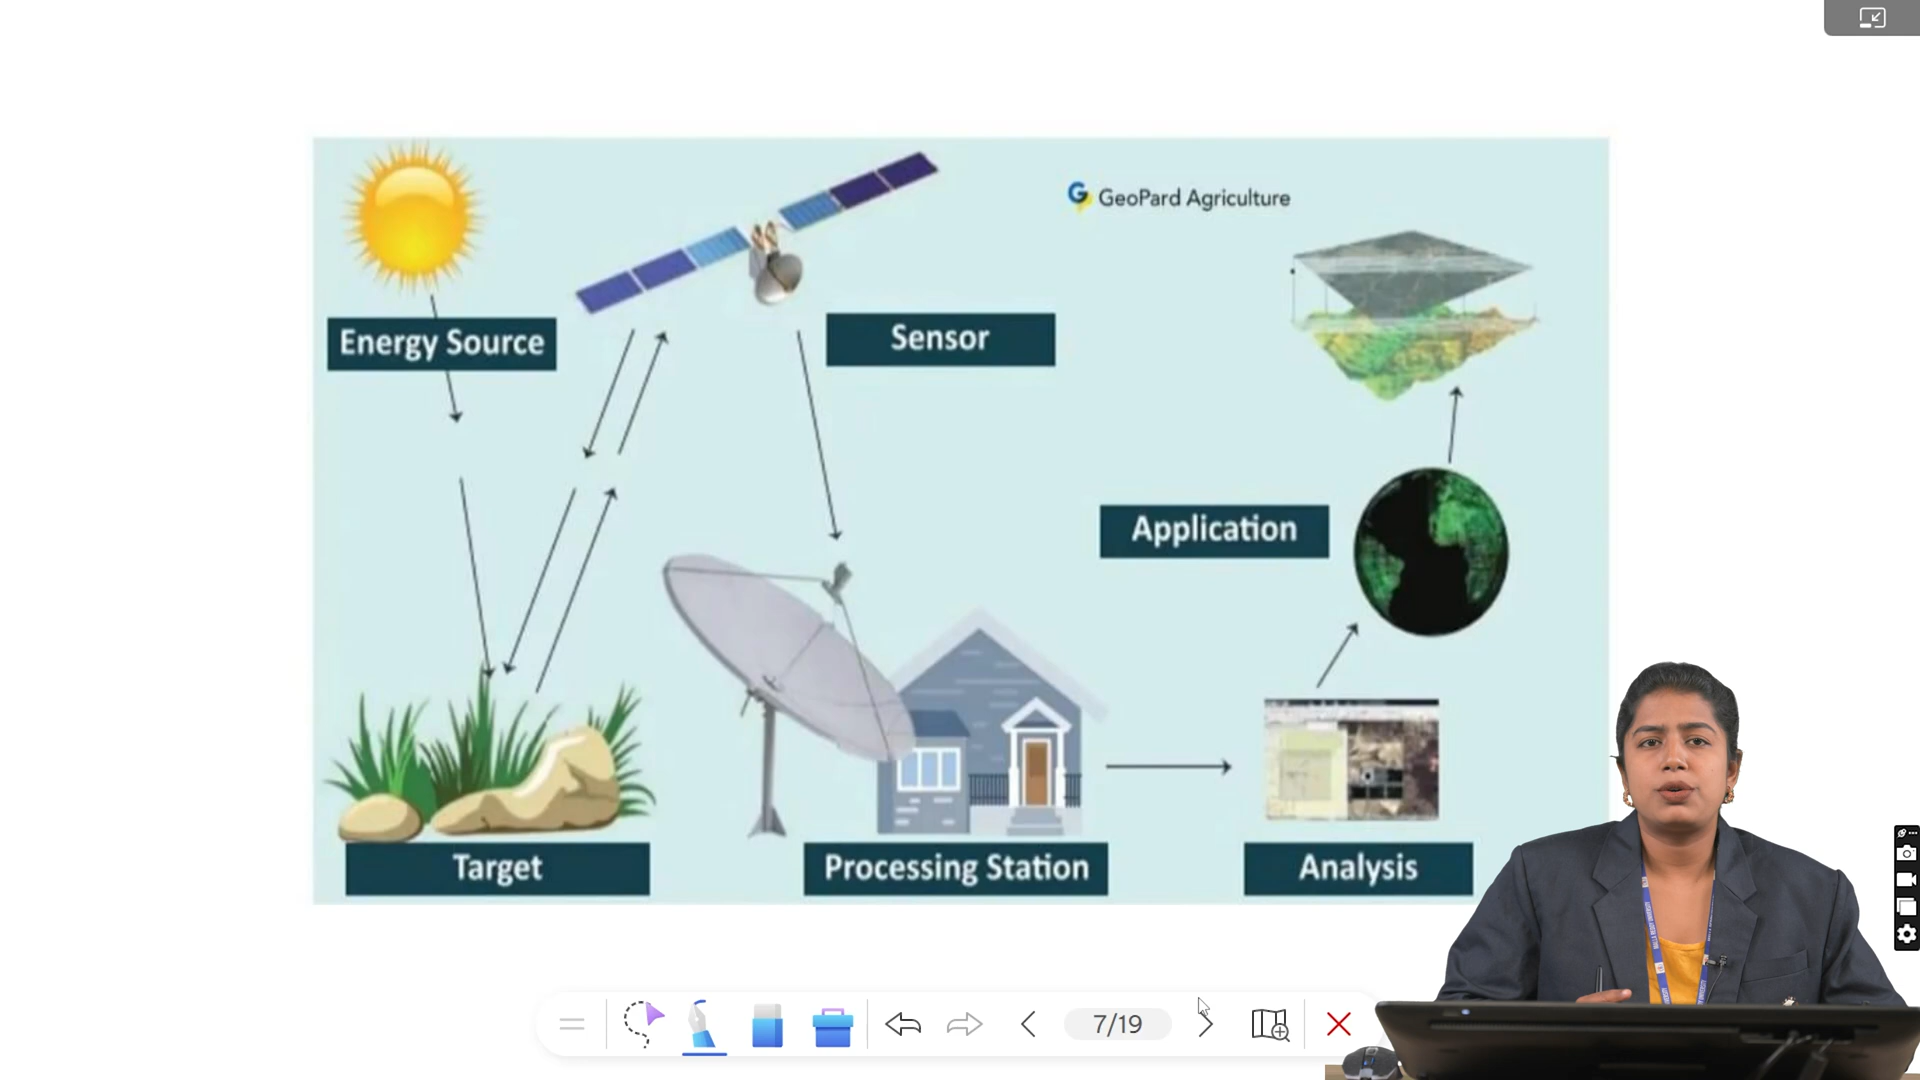 GeoPard Agriculture
Energy Source
Sensor
Application
Target
Processing Station
Analysis
7/19